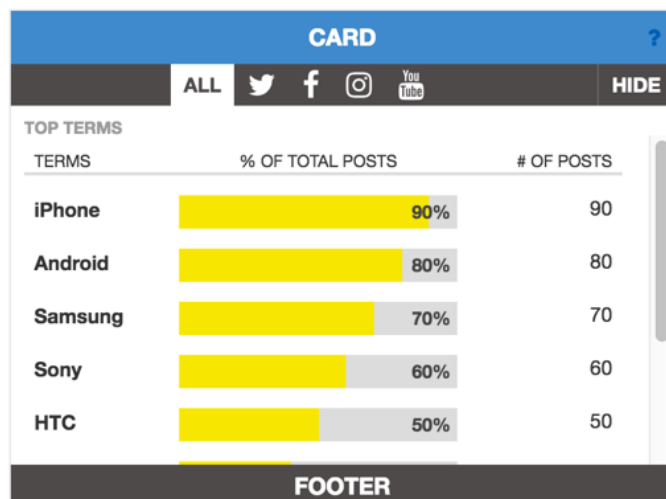 CARD ?
ALL You Tube HIDE
TOP TERMS
TERMS % OF TOTAL POSTS # OF POSTS
iPhone 90% 90
Android 80% 80
Samsung 70% 70
Sony 60% 60
HTC 50% 50
FOOTER